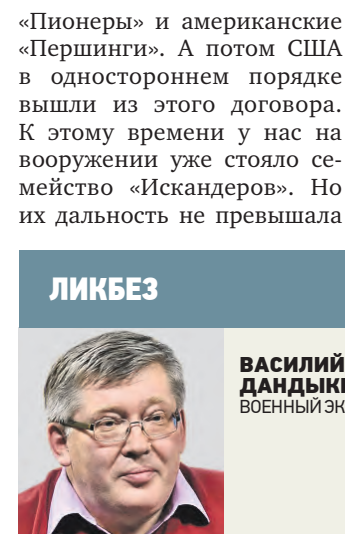 «Пионеры» и американские
«Першинги». А потом США
в одностороннем порядке
вышли из этого договора.
К этому времени у нас на
вооружении уже стояло се-
мейство «Искандеров». Но
их дальность не превышала
ЛИКБЕЗ
ВАСИЛИЙ
ДАНДЫК
ВОЕННЫЙ ЭК